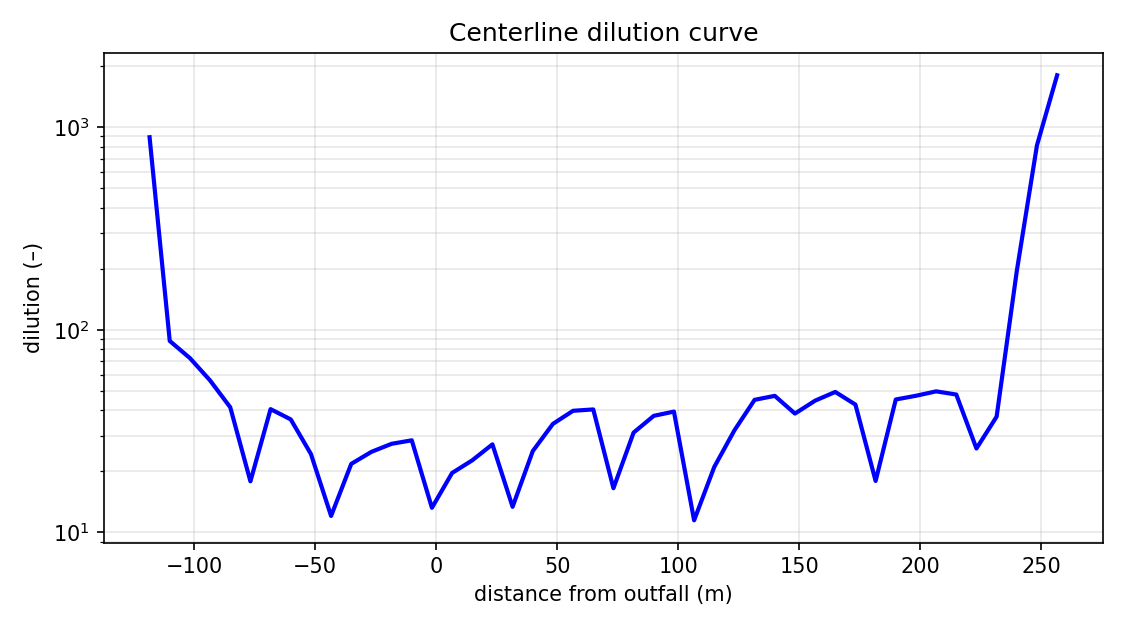 Centerline dilution curve
dilution (–)
10³
10²
10¹
−100 −50 0 50 100 150 200 250
distance from outfall (m)